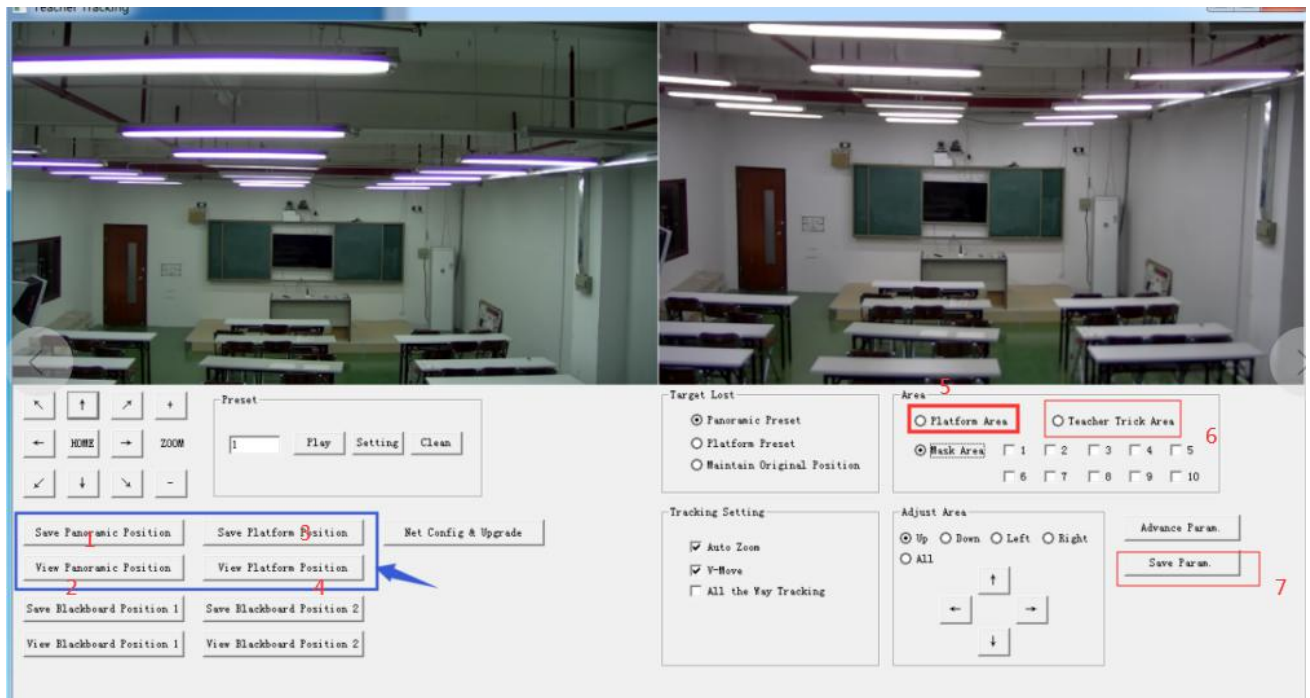 Teacher Tracking
Preset
1
Play
Setting
Clean
HOME
ZOOM
+
-
Save Panoramic Position
1
Save Platform Position
3
Net Config & Upgrade
View Panoramic Position
2
View Platform Position
4
Save Blackboard Position 1
Save Blackboard Position 2
View Blackboard Position 1
View Blackboard Position 2
Target Lost
Panoramic Preset
Platform Preset
Maintain Original Position
Area
5
Platform Area
Teacher Trick Area
6
Mask Area
1 2 3 4 5
6 7 8 9 10
Tracking Setting
Auto Zoom
V-Move
All the Way Tracking
Adjust Area
Up Down Left Right
All
Advance Param.
Save Param.
7